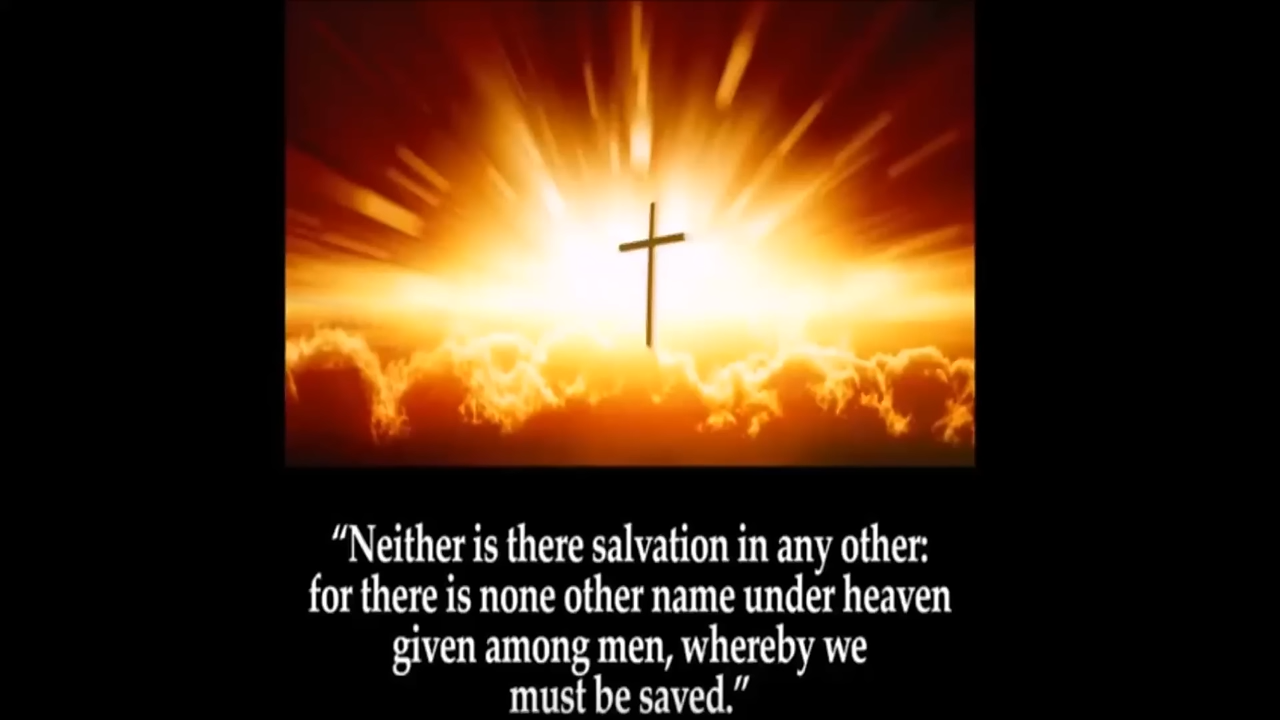 “Neither is there salvation in any other:
for there is none other name under heaven
given among men, whereby we
must be saved.”